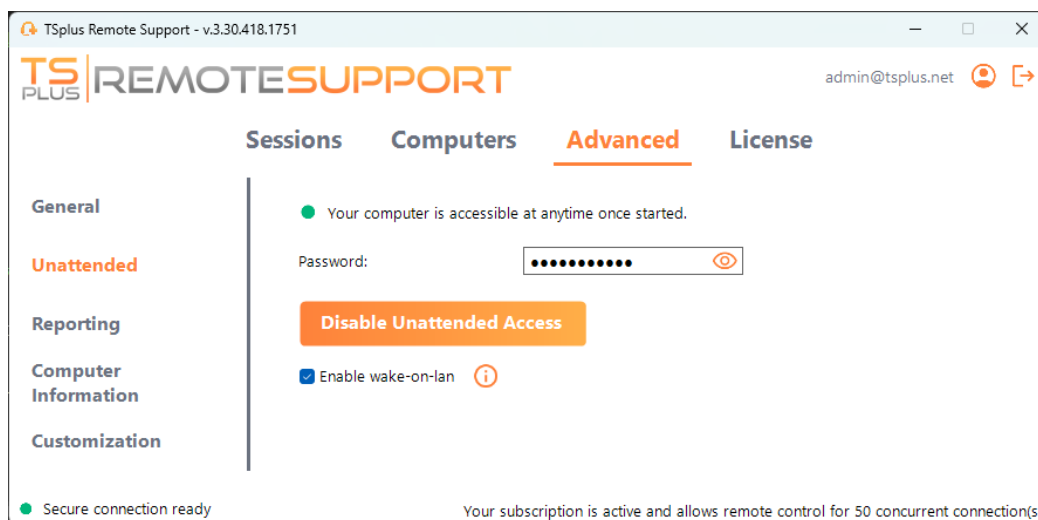 TSplus Remote Support - v.3.30.418.1751
TS PLUS REMOTESUPPORT
admin@tsplus.net
Sessions Computers Advanced License
General
Unattended
Reporting
Computer
Information
Customization
Your computer is accessible at anytime once started.
Password:
Disable Unattended Access
Enable wake-on-lan
Secure connection ready
Your subscription is active and allows remote control for 50 concurrent connection(s